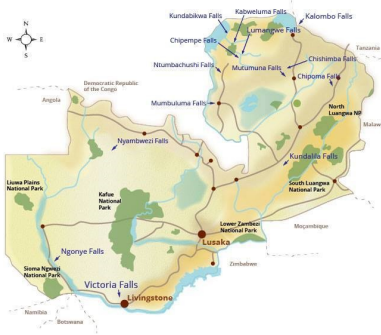 Kabweluma Falls
Kundabikwa Falls
Kalombo Falls
Lumangwe Falls
Chipempe Falls
N
W E
S
Tanzania
Chishimba Falls
Ntumbachushi Falls
Mutumuna Falls
Chipoma Falls
Democratic Republic
of the Congo
Angola
Mumbuluma Falls
North
Luangwa NP
Malaw
Nyambwezi Falls
Kundalila Falls
Liuwa Plains
National Park
South Luangwa
National Park
Kafue
National
Park
Lower Zambezi
National Park
Moçambique
Lusaka
Ngonye Falls
Zimbabwe
Sioma Ngwezi
National Park
Victoria Falls
Livingstone
Namibia
Botswana